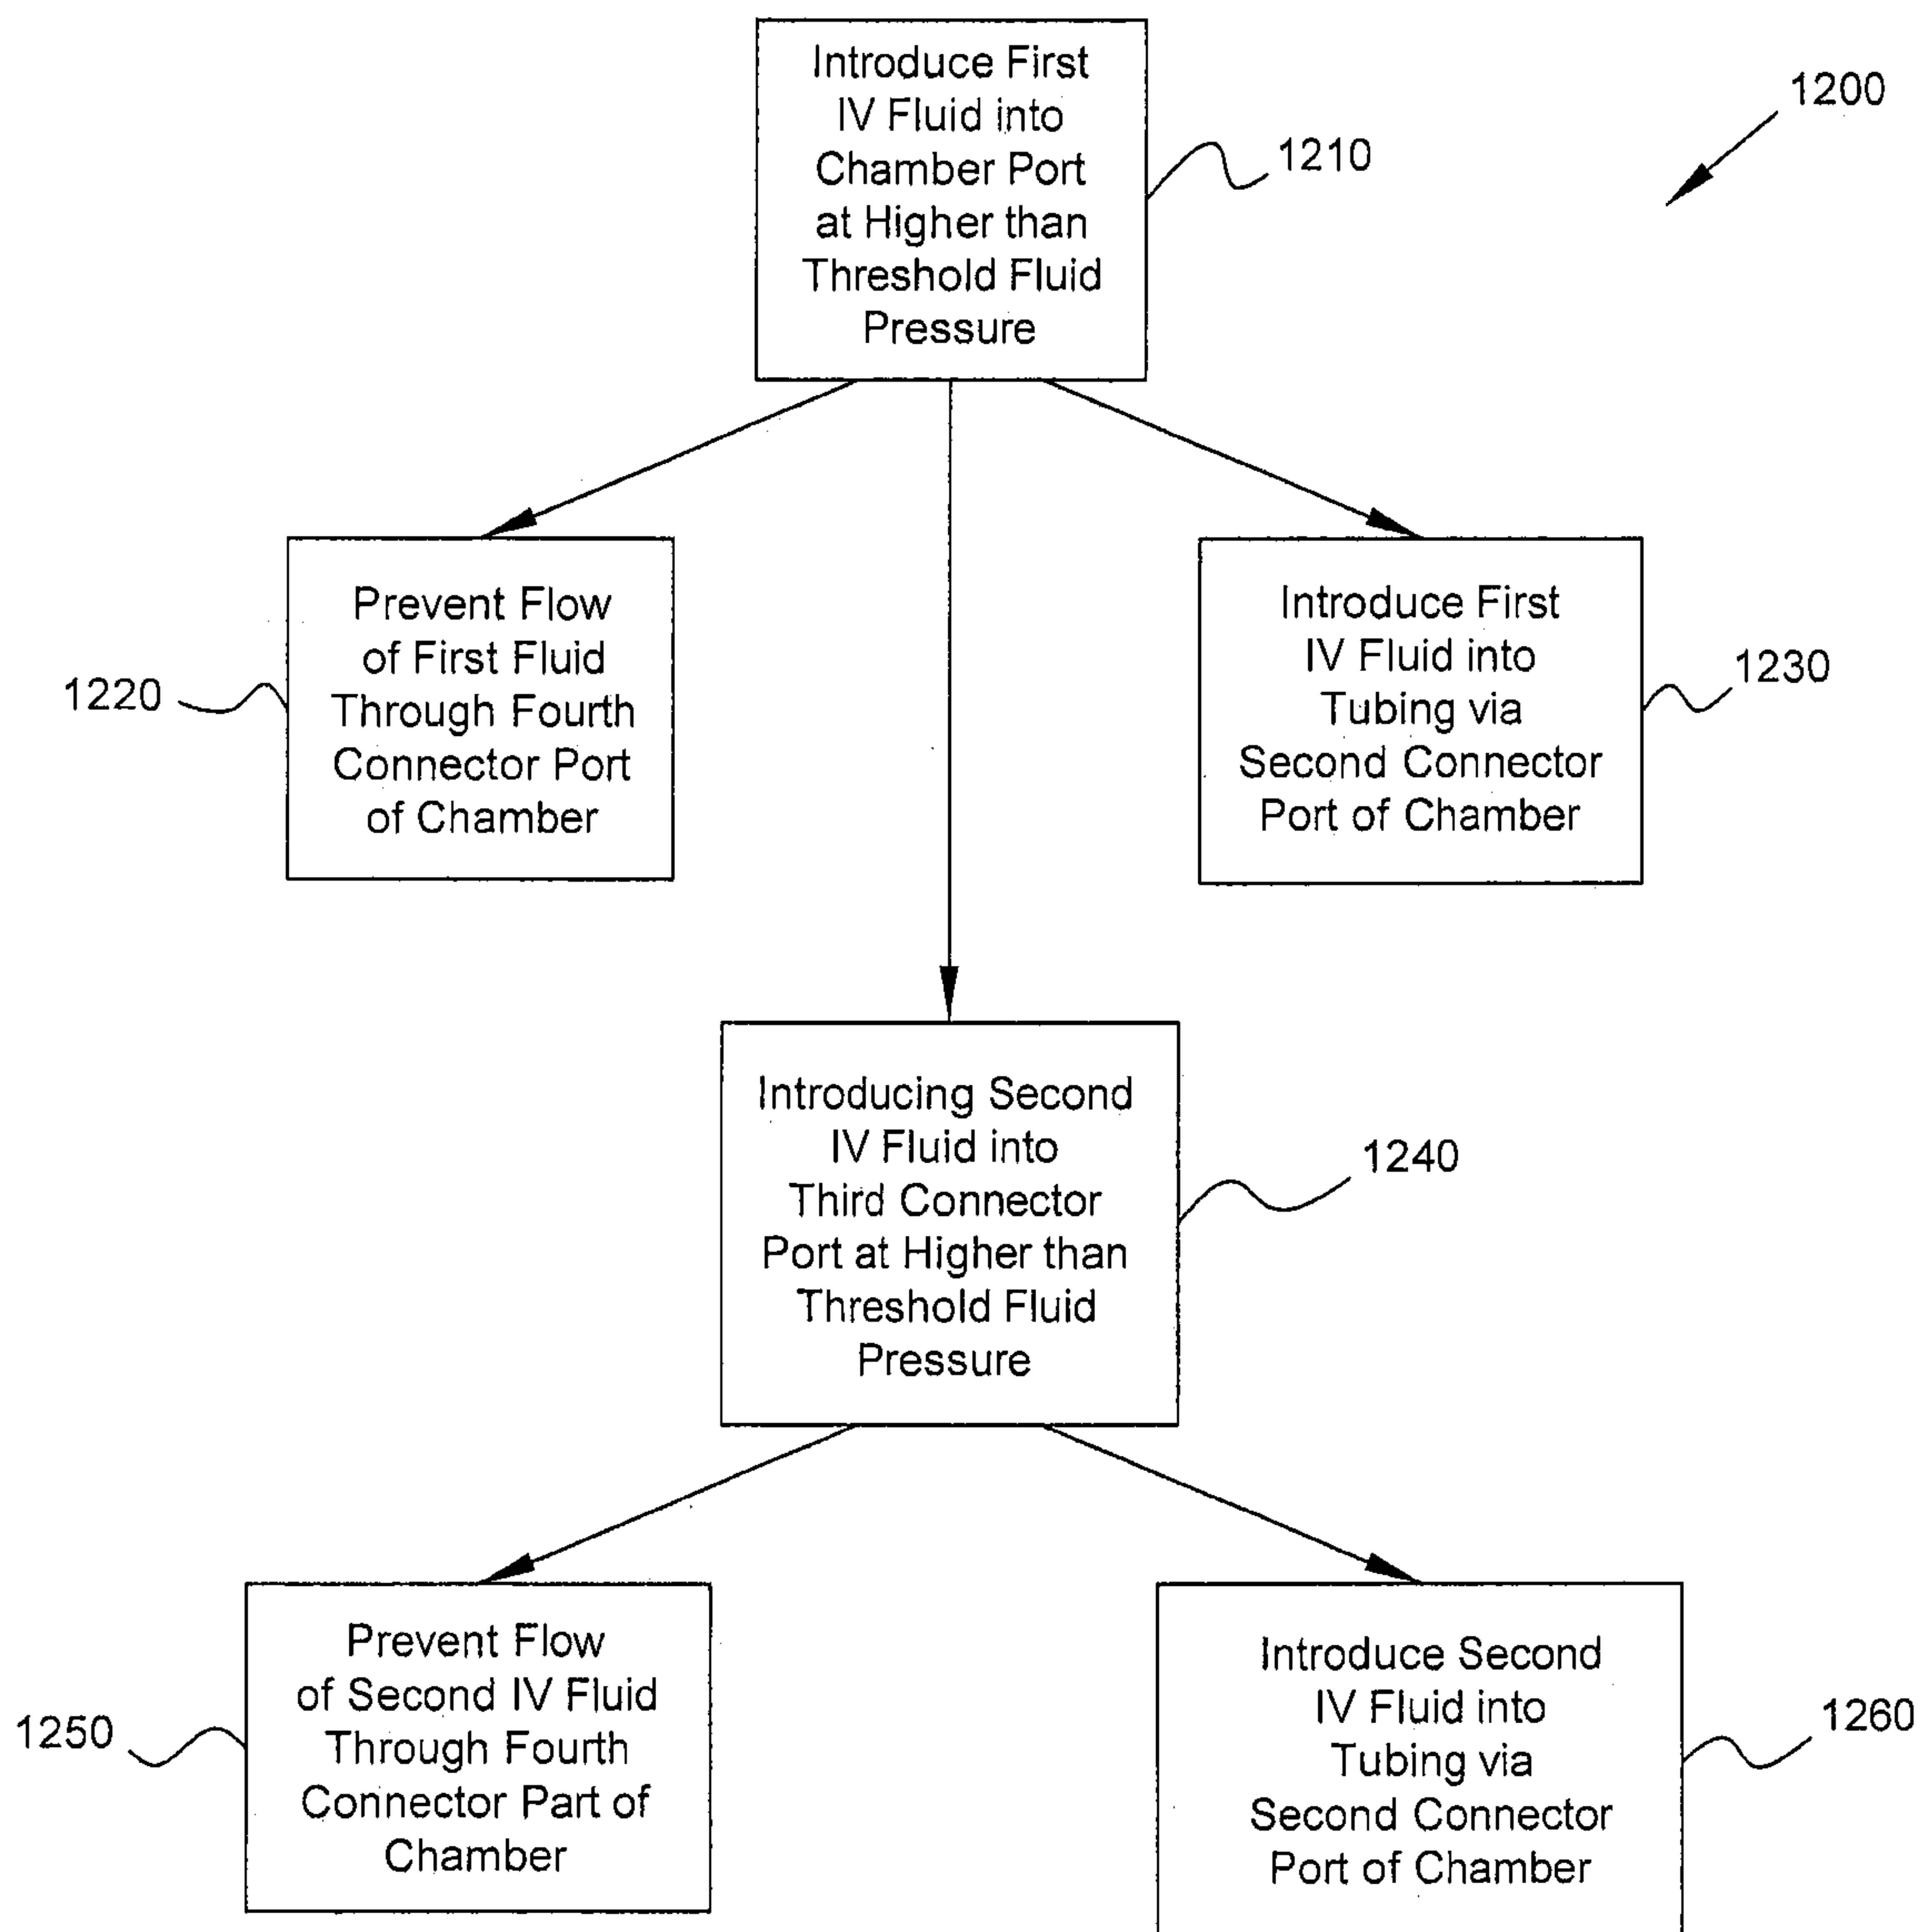 Introduce First
IV Fluid into
Chamber Port
at Higher than
Threshold Fluid
Pressure
1210
1200
Prevent Flow
of First Fluid
Through Fourth
Connector Port
of Chamber
1220
Introduce First
IV Fluid into
Tubing via
Second Connector
Port of Chamber
1230
Introducing Second
IV Fluid into
Third Connector
Port at Higher than
Threshold Fluid
Pressure
1240
Prevent Flow
of Second IV Fluid
Through Fourth
Connector Part of
Chamber
1250
Introduce Second
IV Fluid into
Tubing via
Second Connector
Port of Chamber
1260